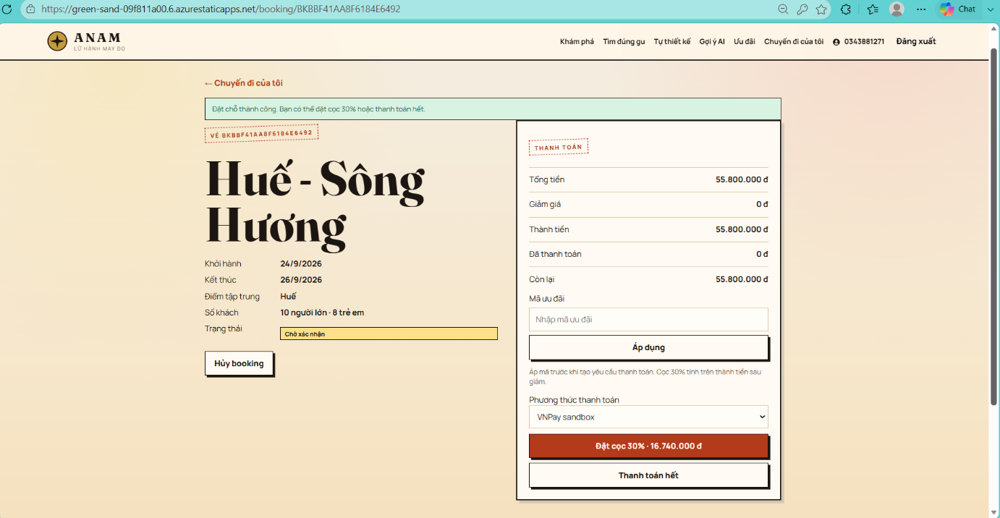 https://green-sand-09f811a00.6.azurestaticapps.net/booking/BKBBF41AA8F6184E6492
Chat
ANAM
LỮ HÀNH MAY ĐO
Khám phá Tìm đúng gu Tự thiết kế Gợi ý AI Ưu đãi Chuyến đi của tôi 0343881271 Đăng xuất
← Chuyến đi của tôi
Đặt chỗ thành công. Bạn có thể đặt cọc 30% hoặc thanh toán hết.
VÉ BKBBF41AA8F6184E6492
Huế - Sông
Hương
Khởi hành 24/9/2026
Kết thúc 26/9/2026
Điểm tập trung Huế
Số khách 10 người lớn · 8 trẻ em
Trạng thái Chờ xác nhận
Hủy booking
THANH TOÁN
Tổng tiền 55.800.000 đ
Giảm giá 0 đ
Thành tiền 55.800.000 đ
Đã thanh toán 0 đ
Còn lại 55.800.000 đ
Mã ưu đãi
Nhập mã ưu đãi
Áp dụng
Áp mã trước khi tạo yêu cầu thanh toán. Cọc 30% tính trên thành tiền sau
giảm.
Phương thức thanh toán
VNPay sandbox
Đặt cọc 30% · 16.740.000 đ
Thanh toán hết